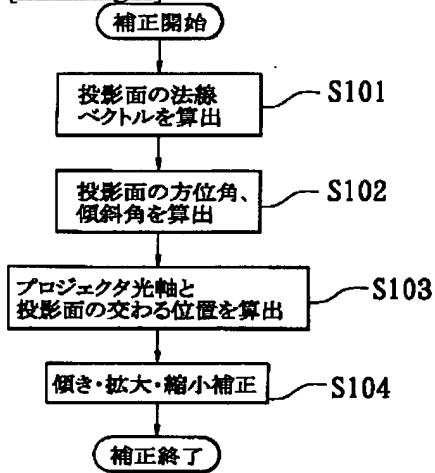 補正開始
投影面の法線
ベクトルを算出
S101
投影面の方位角、
傾斜角を算出
S102
プロジェクタ光軸と
投影面の交わる位置を算出
S103
傾き・拡大・縮小補正
S104
補正終了